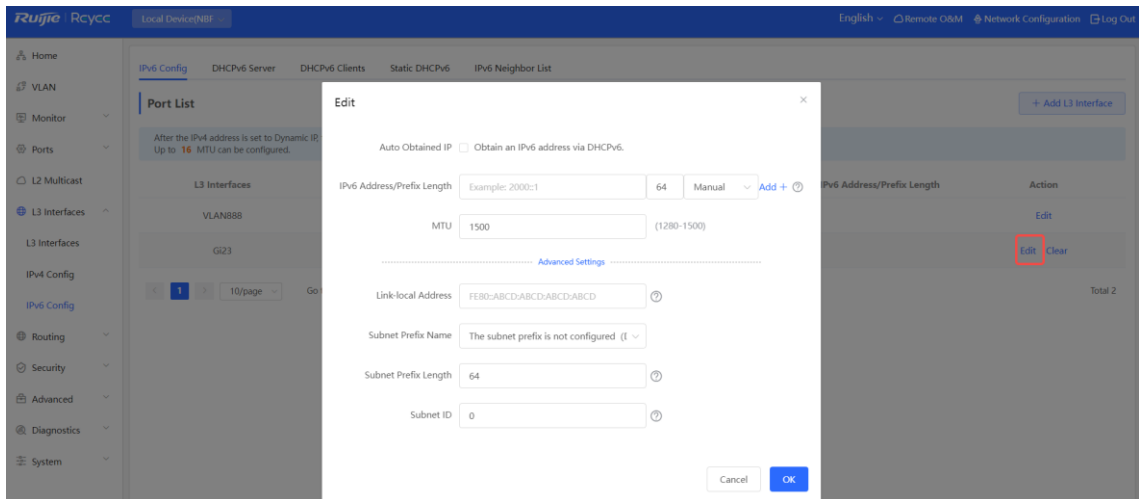 Ruijie | Rcycc
Local Device(NBF
English
Remote O&M
Network Configuration
Log Out
Home
VLAN
Monitor
Ports
L2 Multicast
L3 Interfaces
L3 Interfaces
IPv4 Config
IPv6 Config
Routing
Security
Advanced
Diagnostics
System
IPv6 Config
DHCPv6 Server
DHCPv6 Clients
Static DHCPv6
IPv6 Neighbor List
Port List
+ Add L3 Interface
After the IPv4 address is set to Dynamic IP,
Up to 16 MTU can be configured.
L3 Interfaces
IPv6 Address/Prefix Length
Action
VLAN888
Edit
Gi23
Edit Clear
1
10/page
Total 2
Edit
Auto Obtained IP Obtain an IPv6 address via DHCPv6.
IPv6 Address/Prefix Length Example: 2000::1 64 Manual Add +
MTU 1500 (1280-1500)
Advanced Settings
Link-local Address FE80::ABCD:ABCD:ABCD:ABCD
Subnet Prefix Name The subnet prefix is not configured
Subnet Prefix Length 64
Subnet ID 0
Cancel OK